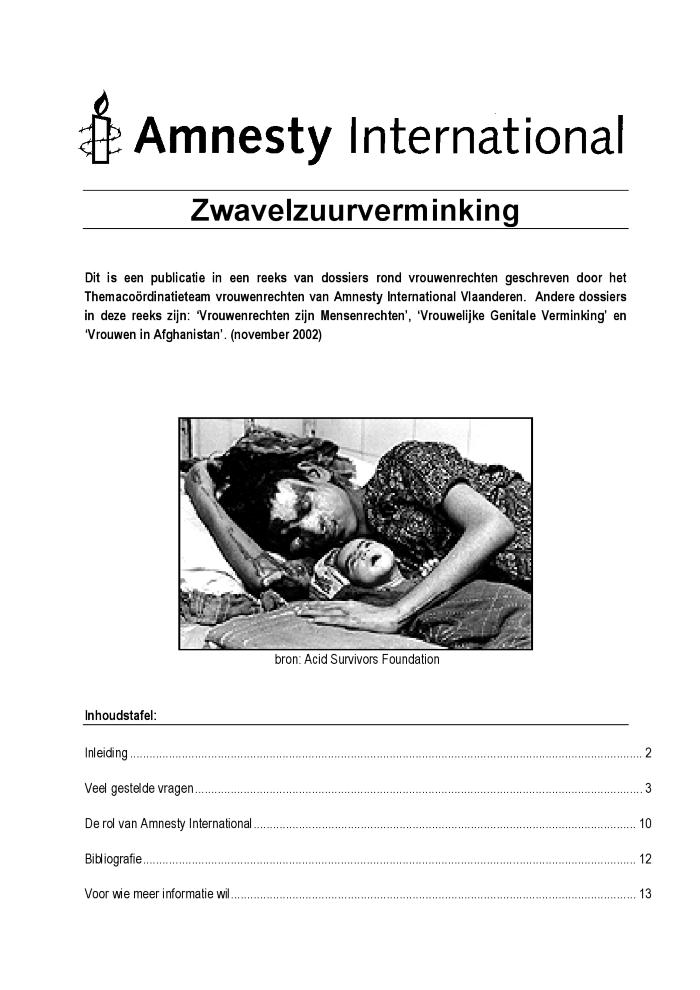 Amnesty International
Zwavelzuurverminking
Dit is een publicatie in een reeks van dossiers rond vrouwenrechten geschreven door het
Themacoördinatieteam vrouwenrechten van Amnesty International Vlaanderen. Andere dossiers
in deze reeks zijn: ‘Vrouwenrechten zijn Mensenrechten’, ‘Vrouwelijke Genitale Verminking’ en
‘Vrouwen in Afghanistan’. (november 2002)
bron: Acid Survivors Foundation
Inhoudstafel:
Inleiding 2
Veel gestelde vragen 3
De rol van Amnesty International 10
Bibliografie 12
Voor wie meer informatie wil 13